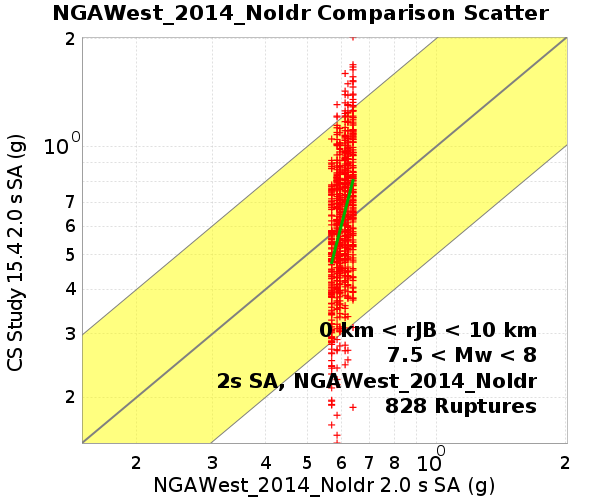 NGAWest_2014_NoIdr Comparison Scatter
CS Study 15.4 2.0 s SA (g)
2
10^0
7
6
5
4
3
2
0 km < rJB < 10 km
7.5 < Mw < 8
2s SA, NGAWest_2014_NoIdr
828 Ruptures
2 3 4 5 6 7 8 10^0 2
NGAWest_2014_NoIdr 2.0 s SA (g)